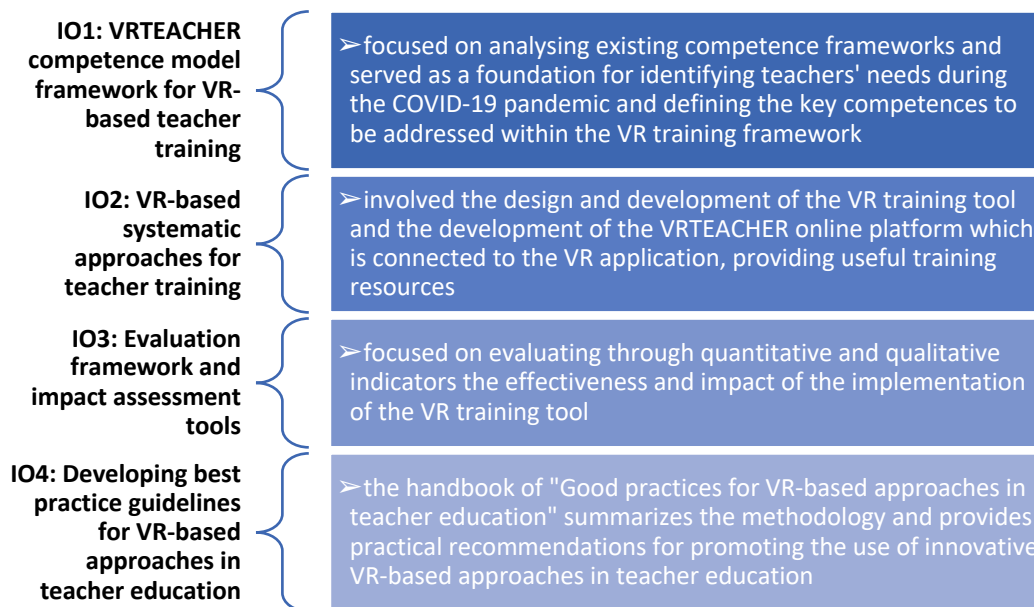 IO1: VRTEACHER
competence model
framework for VR-
based teacher
training
➢focused on analysing existing competence frameworks and
served as a foundation for identifying teachers' needs during
the COVID-19 pandemic and defining the key competences to
be addressed within the VR training framework
IO2: VR-based
systematic
approaches for
teacher training
➢involved the design and development of the VR training tool
and the development of the VRTEACHER online platform which
is connected to the VR application, providing useful training
resources
IO3: Evaluation
framework and
impact assessment
tools
➢focused on evaluating through quantitative and qualitative
indicators the effectiveness and impact of the implementation
of the VR training tool
IO4: Developing best
practice guidelines
for VR-based
approaches in
teacher education
➢the handbook of "Good practices for VR-based approaches in
teacher education" summarizes the methodology and provides
practical recommendations for promoting the use of innovative
VR-based approaches in teacher education